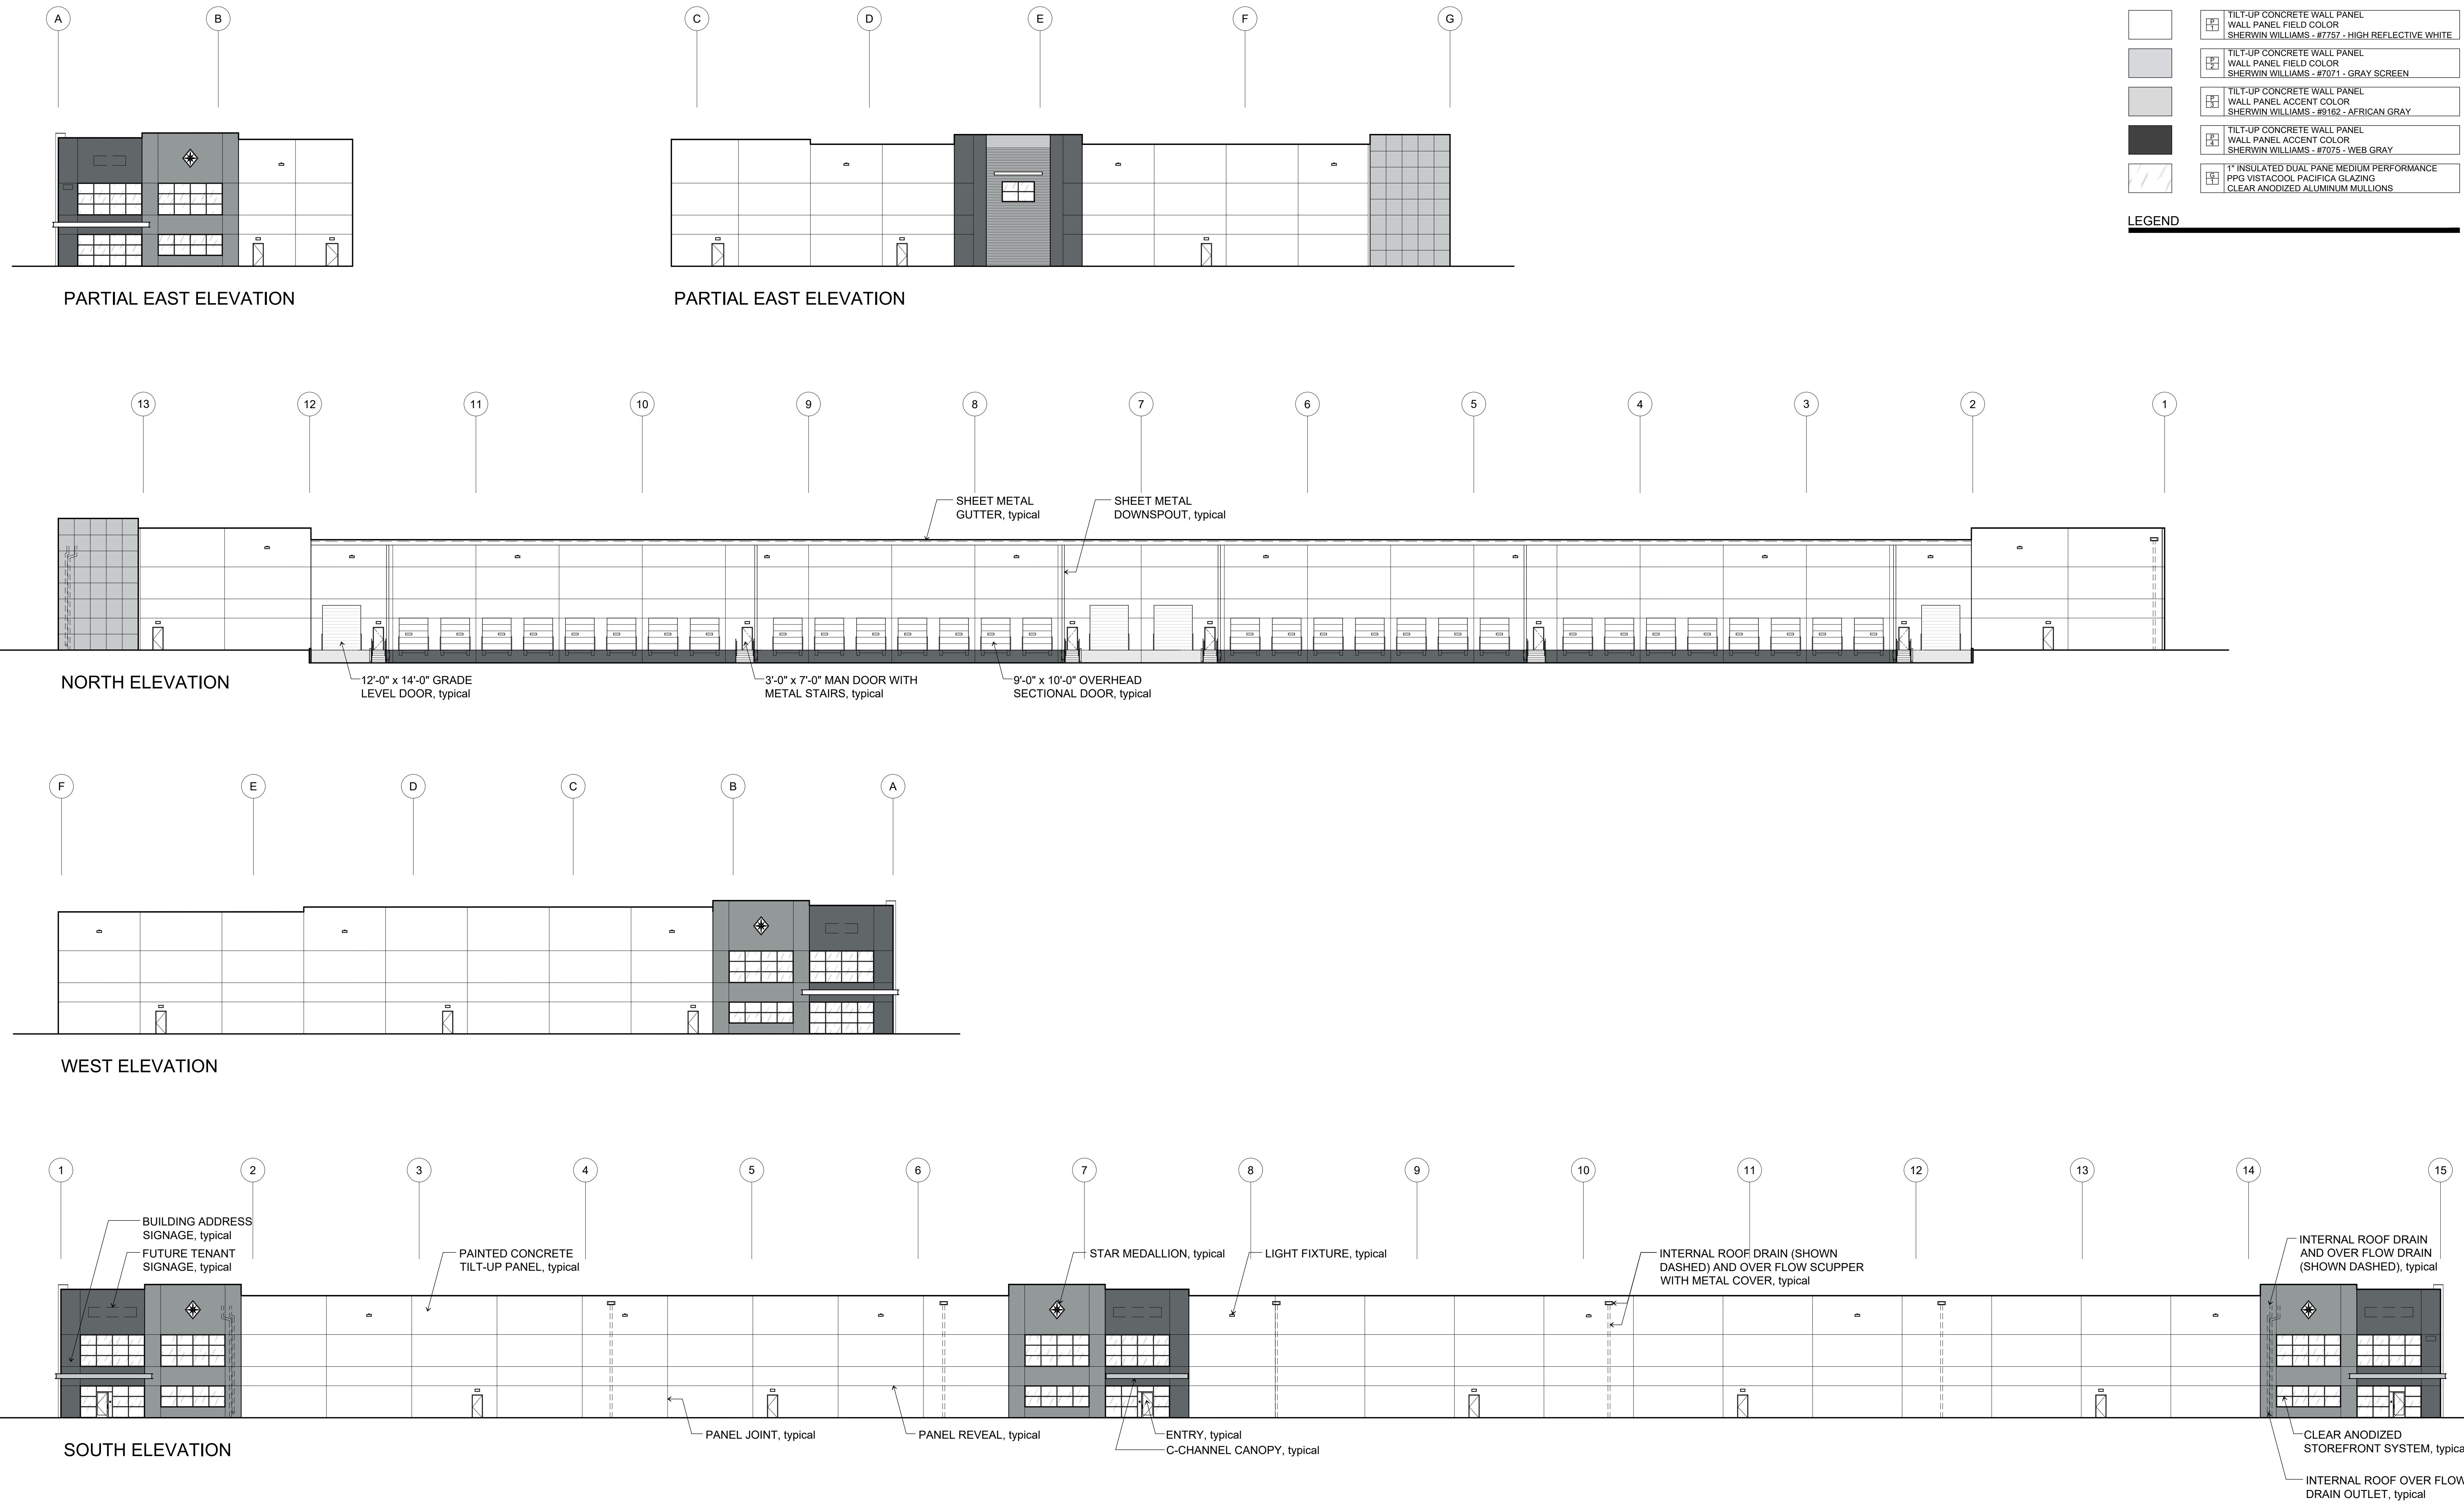 A B C D E F G
TILT-UP CONCRETE WALL PANEL
P 1 WALL PANEL FIELD COLOR
SHERWIN WILLIAMS - #7757 - HIGH REFLECTIVE WHITE
TILT-UP CONCRETE WALL PANEL
P 2 WALL PANEL FIELD COLOR
SHERWIN WILLIAMS - #7071 - GRAY SCREEN
TILT-UP CONCRETE WALL PANEL
P 3 WALL PANEL ACCENT COLOR
SHERWIN WILLIAMS - #9162 - AFRICAN GRAY
TILT-UP CONCRETE WALL PANEL
P 4 WALL PANEL ACCENT COLOR
SHERWIN WILLIAMS - #7075 - WEB GRAY
1" INSULATED DUAL PANE MEDIUM PERFORMANCE
G 1 PPG VISTACOOL PACIFICA GLAZING
CLEAR ANODIZED ALUMINUM MULLIONS
LEGEND
PARTIAL EAST ELEVATION
PARTIAL EAST ELEVATION
13 12 11 10 9 8 7 6 5 4 3 2 1
SHEET METAL
GUTTER, typical
SHEET METAL
DOWNSPOUT, typical
NORTH ELEVATION
12'-0" x 14'-0" GRADE
LEVEL DOOR, typical
3'-0" x 7'-0" MAN DOOR WITH
METAL STAIRS, typical
9'-0" x 10'-0" OVERHEAD
SECTIONAL DOOR, typical
F E D C B A
WEST ELEVATION
1 2 3 4 5 6 7 8 9 10 11 12 13 14 15
BUILDING ADDRESS
SIGNAGE, typical
FUTURE TENANT
SIGNAGE, typical
PAINTED CONCRETE
TILT-UP PANEL, typical
STAR MEDALLION, typical
LIGHT FIXTURE, typical
INTERNAL ROOF DRAIN (SHOWN
DASHED) AND OVER FLOW SCUPPER
WITH METAL COVER, typical
INTERNAL ROOF DRAIN
AND OVER FLOW DRAIN
(SHOWN DASHED), typical
SOUTH ELEVATION
PANEL JOINT, typical
PANEL REVEAL, typical
ENTRY, typical
C-CHANNEL CANOPY, typical
CLEAR ANODIZED
STOREFRONT SYSTEM, typica
INTERNAL ROOF OVER FLOW
DRAIN OUTLET, typical